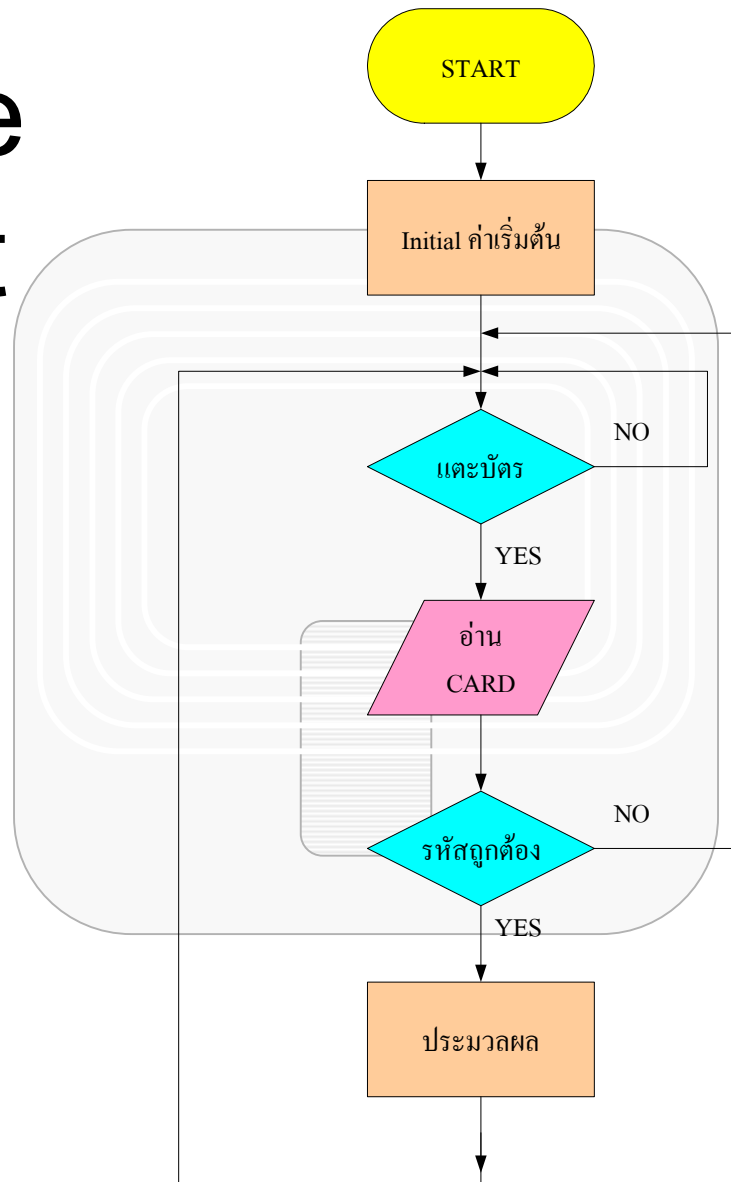 e
t
START
Initial ค่าเริ่มต้น
แตะบัตร
NO
YES
อ่าน
CARD
รหัสถูกต้อง
NO
YES
ประมวลผล